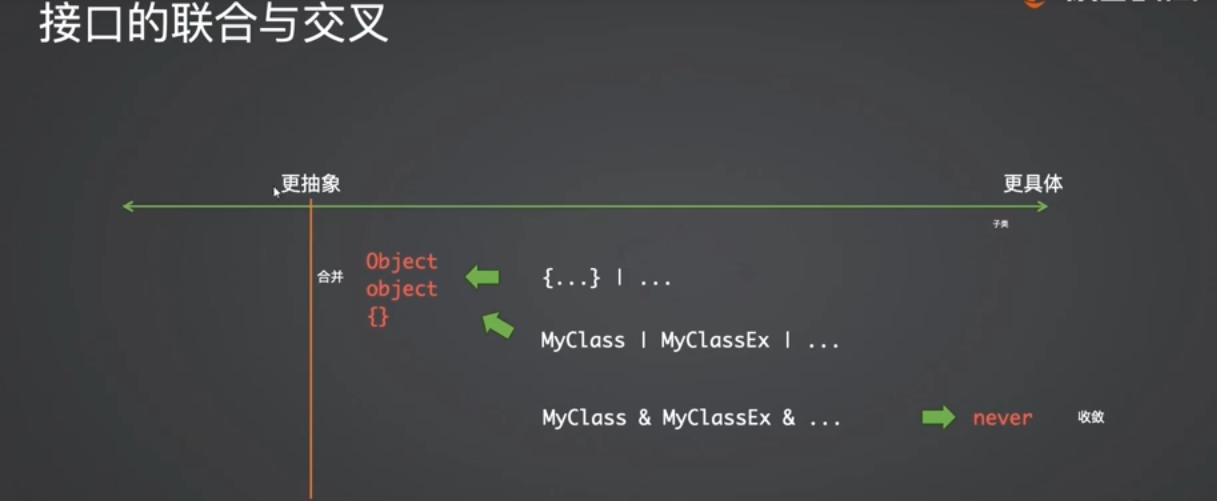 接口的联合与交叉
更抽象
更具体
子类
合并
Object
object
{}
{...} | ...
MyClass | MyClassEx | ...
MyClass & MyClassEx & ...
never
收敛